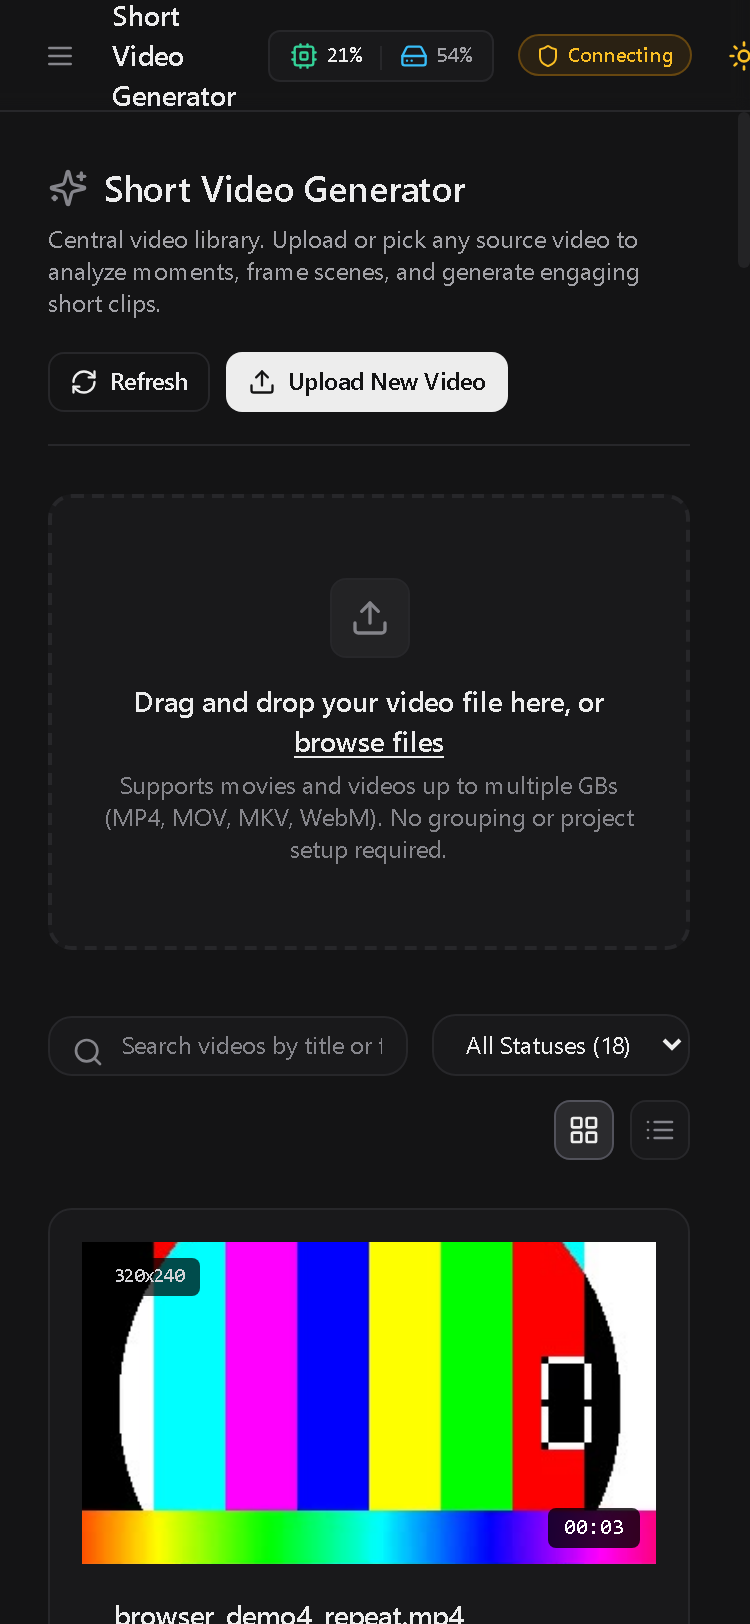 Short
Video
Generator
21%
54%
Connecting
Short Video Generator
Central video library. Upload or pick any source video to
analyze moments, frame scenes, and generate engaging
short clips.
Refresh
Upload New Video
Drag and drop your video file here, or
browse files
Supports movies and videos up to multiple GBs
(MP4, MOV, MKV, WebM). No grouping or project
setup required.
Search videos by title or
All Statuses (18)
320x240
0
00:03
browser_demo4_repeat.mp4